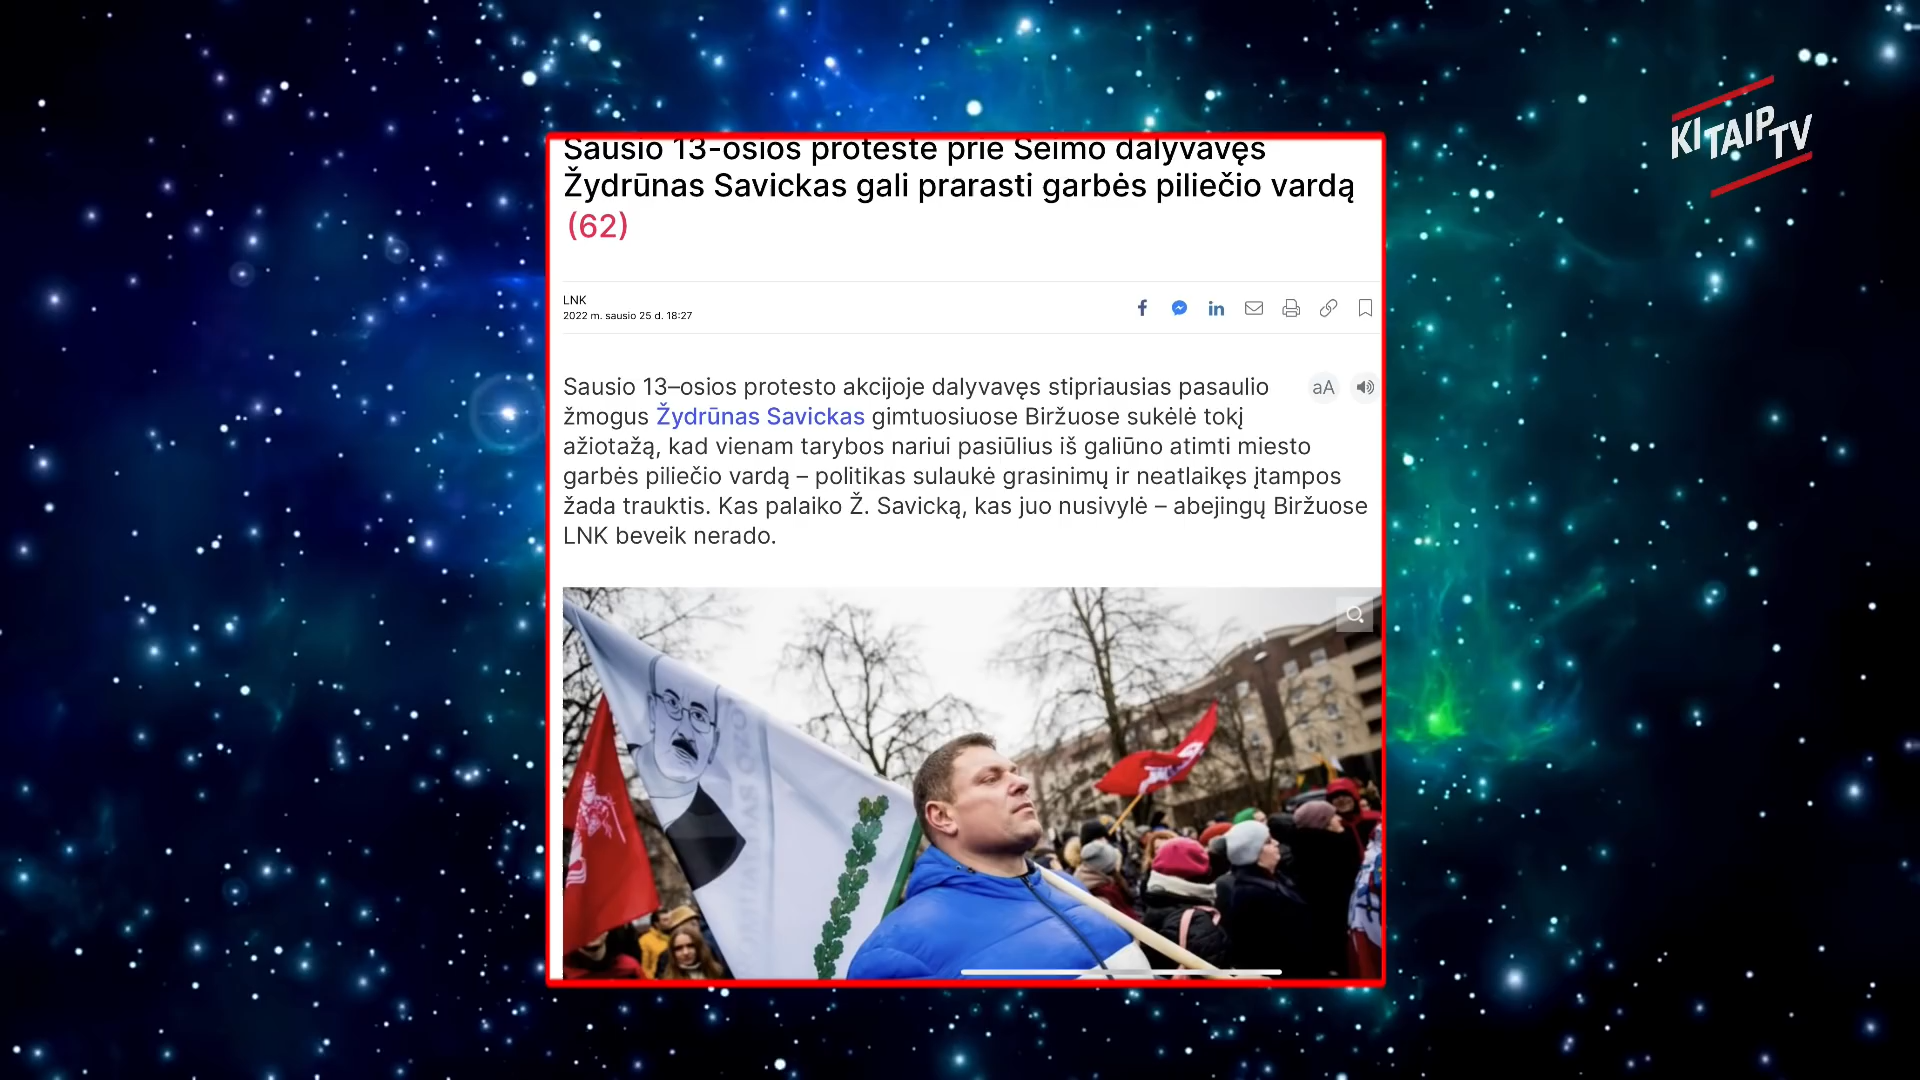 KITAIP TV
Sausio 13-osios proteste prie Seimo dalyvavęs
Žydrūnas Savickas gali prarasti garbės piliečio vardą
(62)
LNK
2022 m. sausio 25 d. 18:27
Sausio 13–osios protesto akcijoje dalyvavęs stipriausias pasaulio
aA
žmogus Žydrūnas Savickas gimtuosiuose Biržuose sukėlė tokį
ažiotažą, kad vienam tarybos nariui pasiūlius iš galiūno atimti miesto
garbės piliečio vardą – politikas sulaukė grasinimų ir neatlaikęs įtampos
žada trauktis. Kas palaiko Ž. Savicką, kas juo nusivylė – abejingų Biržuose
LNK beveik nerado.